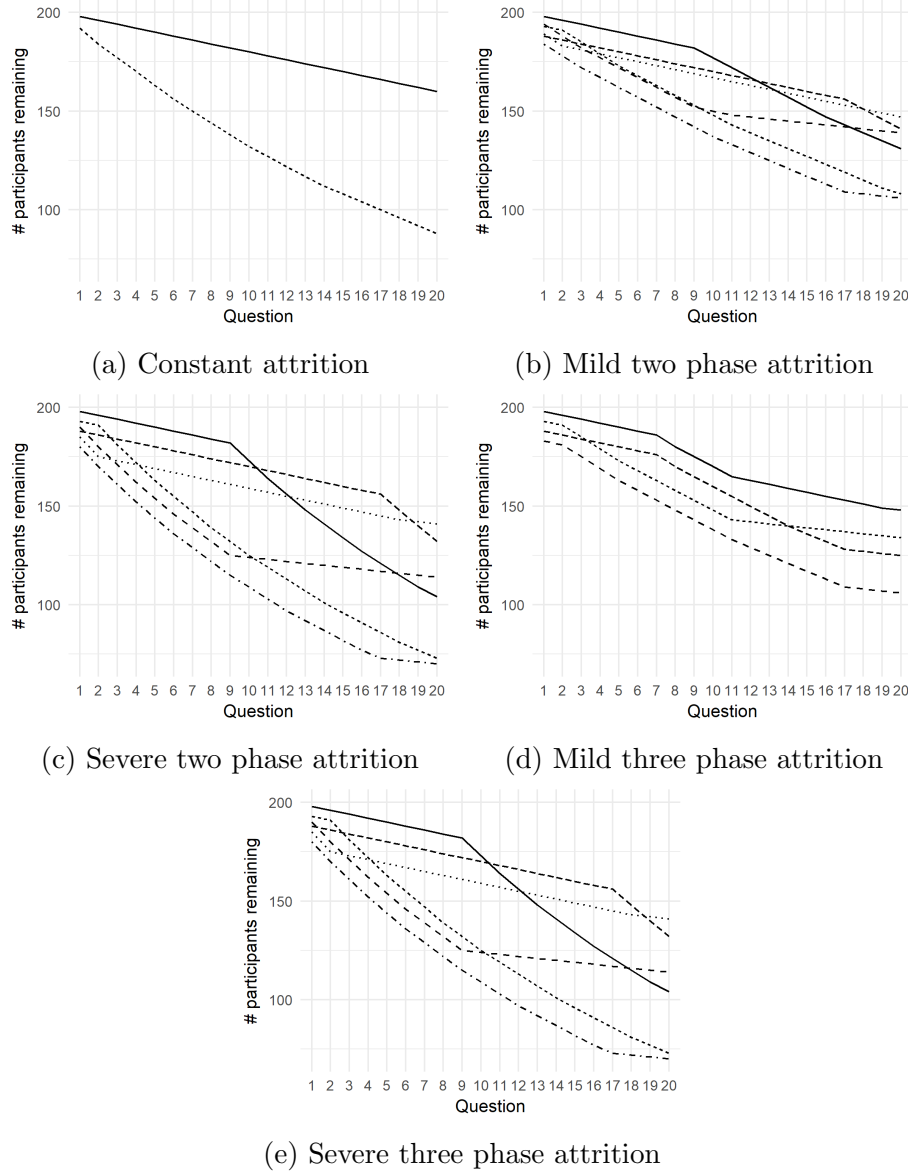 200
150
100
# participants remaining
1 2 3 4 5 6 7 8 9 10 11 12 13 14 15 16 17 18 19 20
Question
(a) Constant attrition
200
150
100
# participants remaining
1 2 3 4 5 6 7 8 9 10 11 12 13 14 15 16 17 18 19 20
Question
(b) Mild two phase attrition
200
150
100
# participants remaining
1 2 3 4 5 6 7 8 9 10 11 12 13 14 15 16 17 18 19 20
Question
(c) Severe two phase attrition
200
150
100
# participants remaining
1 2 3 4 5 6 7 8 9 10 11 12 13 14 15 16 17 18 19 20
Question
(d) Mild three phase attrition
200
150
100
# participants remaining
1 2 3 4 5 6 7 8 9 10 11 12 13 14 15 16 17 18 19 20
Question
(e) Severe three phase attrition